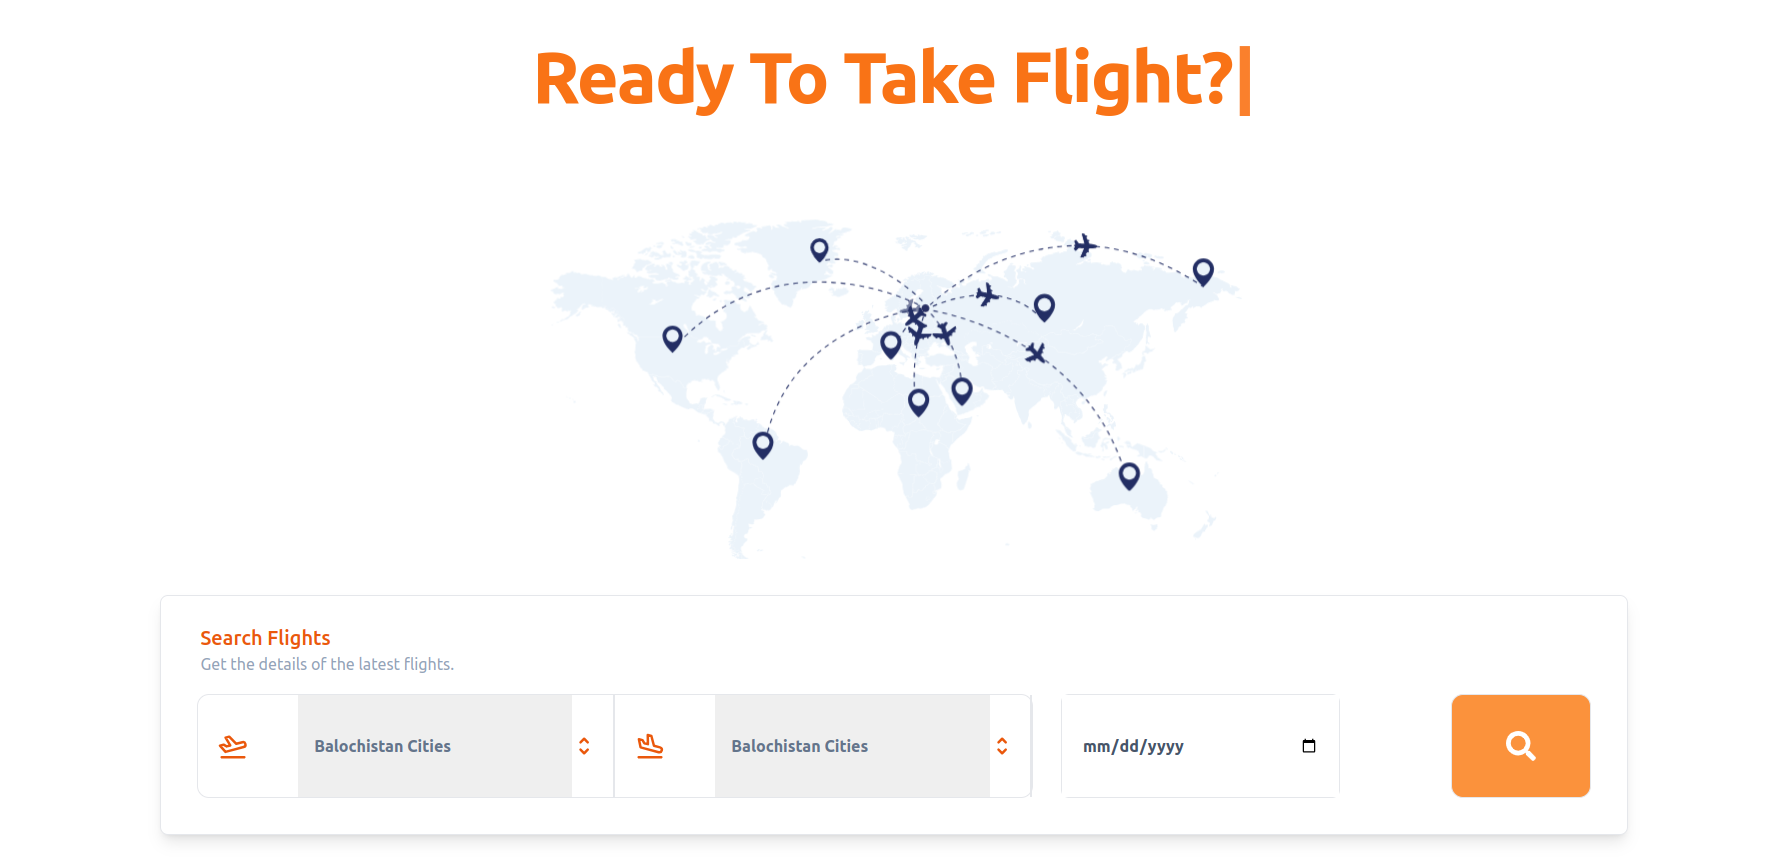 Ready To Take Flight?|
Search Flights
Get the details of the latest flights.
Balochistan Cities
Balochistan Cities
mm/dd/yyyy